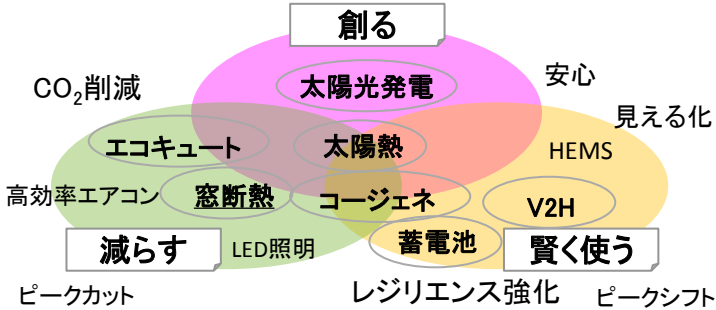 創る
太陽光発電
安心
CO₂削減
見える化
エコキュート
太陽熱
HEMS
高効率エアコン
窓断熱
コージェネ
V2H
減らす
LED照明
蓄電池
賢く使う
ピークカット
レジリエンス強化
ピークシフト